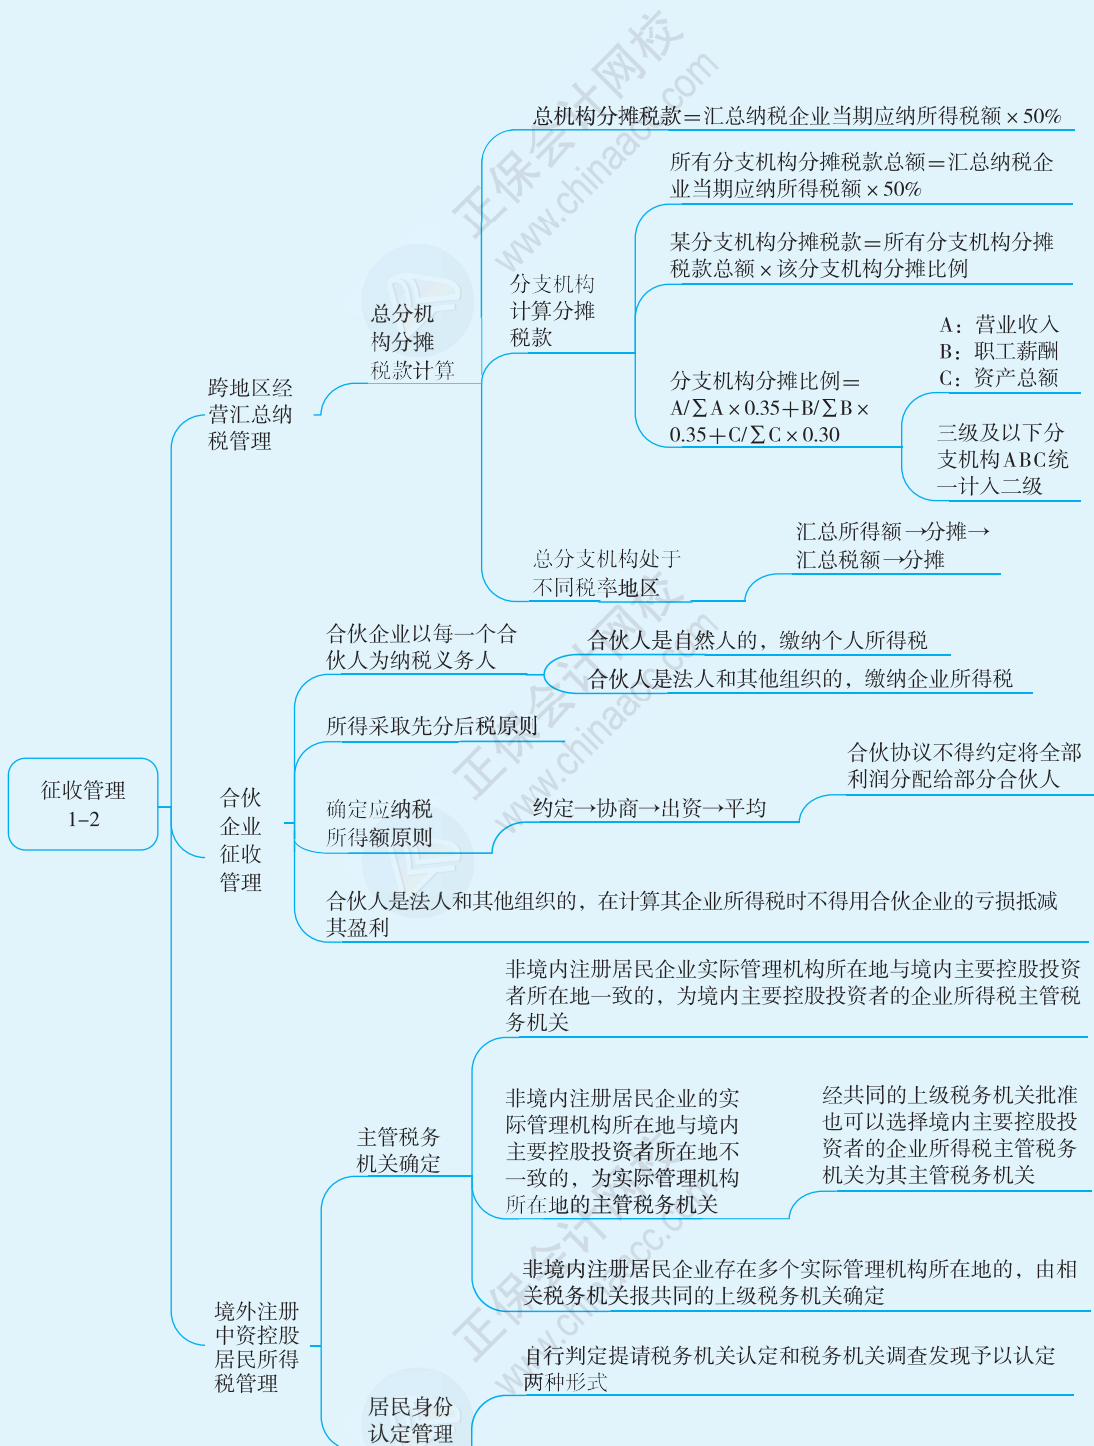 征收管理
1-2
跨地区经
营汇总纳
税管理
总分机
构分摊
税款计算
总机构分摊税款=汇总纳税企业当期应纳所得税额×50%
分支机构
计算分摊
税款
所有分支机构分摊税款总额=汇总纳税企
业当期应纳所得税额×50%
某分支机构分摊税款=所有分支机构分摊
税款总额×该分支机构分摊比例
分支机构分摊比例=
A/∑A×0.35+B/∑B×
0.35+C/∑C×0.30
A：营业收入
B：职工薪酬
C：资产总额
三级及以下分
支机构ABC统
一计入二级
总分支机构处于
不同税率地区
汇总所得额→分摊→
汇总税额→分摊
合伙
企业
征收
管理
合伙企业以每一个合
伙人为纳税义务人
合伙人是自然人的，缴纳个人所得税
合伙人是法人和其他组织的，缴纳企业所得税
所得采取先分后税原则
确定应纳税
所得额原则
约定→协商→出资→平均
合伙协议不得约定将全部
利润分配给部分合伙人
合伙人是法人和其他组织的，在计算其企业所得税时不得用合伙企业的亏损抵减
其盈利
境外注册
中资控股
居民所得
税管理
主管税务
机关确定
非境内注册居民企业实际管理机构所在地与境内主要控股投资
者所在地一致的，为境内主要控股投资者的企业所得税主管税
务机关
非境内注册居民企业的实
际管理机构所在地与境内
主要控股投资者所在地不
一致的，为实际管理机构
所在地的主管税务机关
经共同的上级税务机关批准
也可以选择境内主要控股投
资者的企业所得税主管税务
机关为其主管税务机关
非境内注册居民企业存在多个实际管理机构所在地的，由相
关税务机关报共同的上级税务机关确定
居民身份
认定管理
自行判定提请税务机关认定和税务机关调查发现予以认定
两种形式
正保会计网校
www.chinaacc.com
正保会计网校
www.chinaacc.com
正保会计网校
www.chinaacc.com